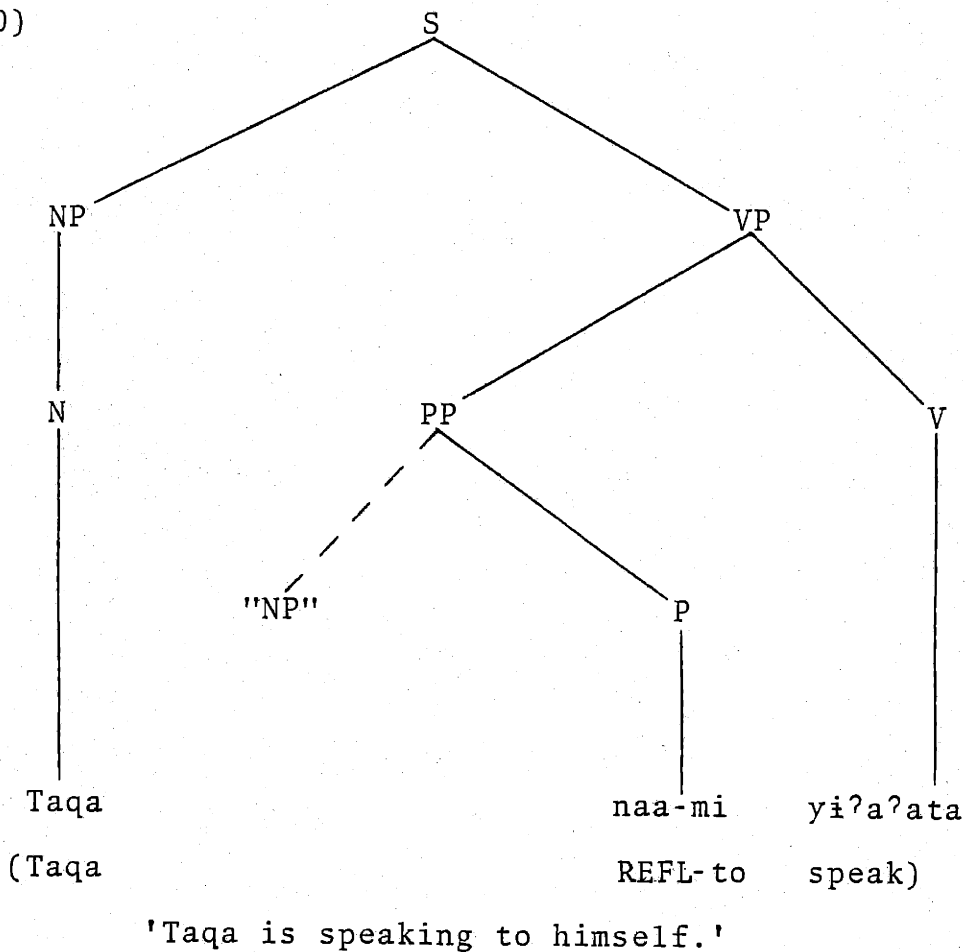 0)
S
NP VP
N PP V
"NP" P
Taqa naa-mi yɨʔaʔata
(Taqa REFL-to speak)
'Taqa is speaking to himself.'